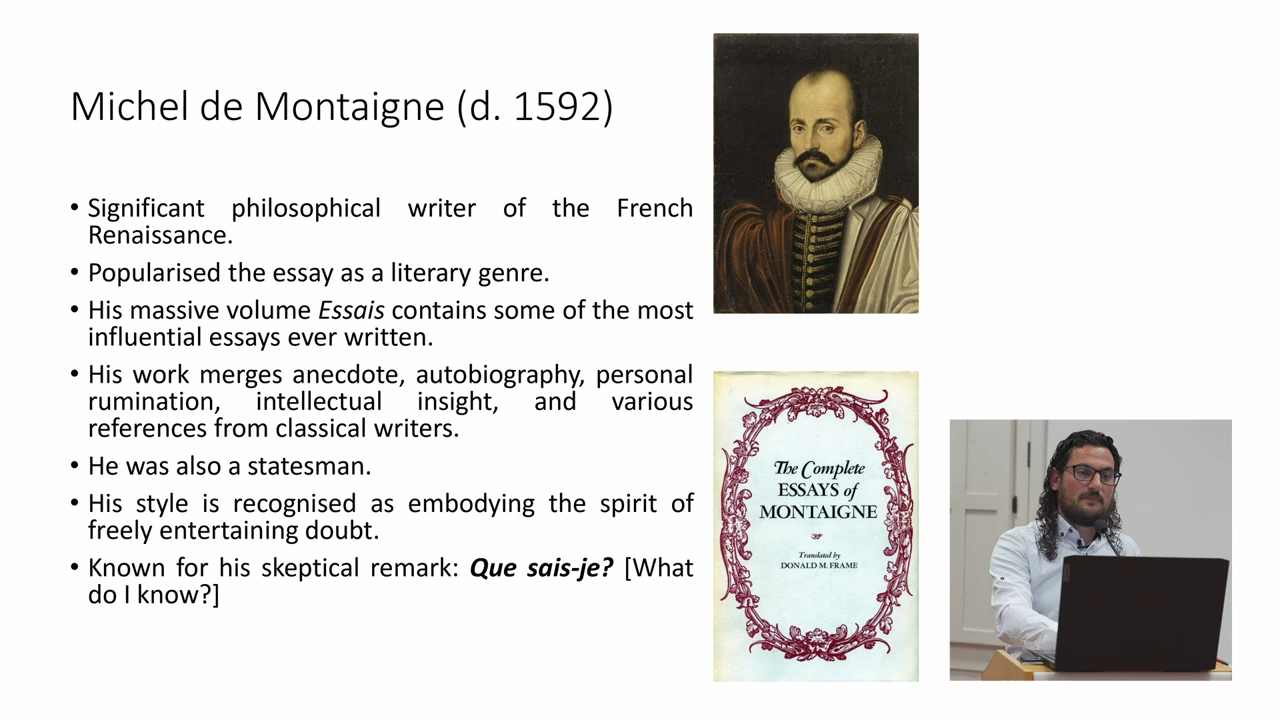 Michel de Montaigne (d. 1592)
• Significant philosophical writer of the French
Renaissance.
• Popularised the essay as a literary genre.
• His massive volume Essais contains some of the most
influential essays ever written.
• His work merges anecdote, autobiography, personal
rumination, intellectual insight, and various
references from classical writers.
• He was also a statesman.
• His style is recognised as embodying the spirit of
freely entertaining doubt.
• Known for his skeptical remark: Que sais-je? [What
do I know?]
The Complete
ESSAYS of
MONTAIGNE
Translated by
DONALD M. FRAME